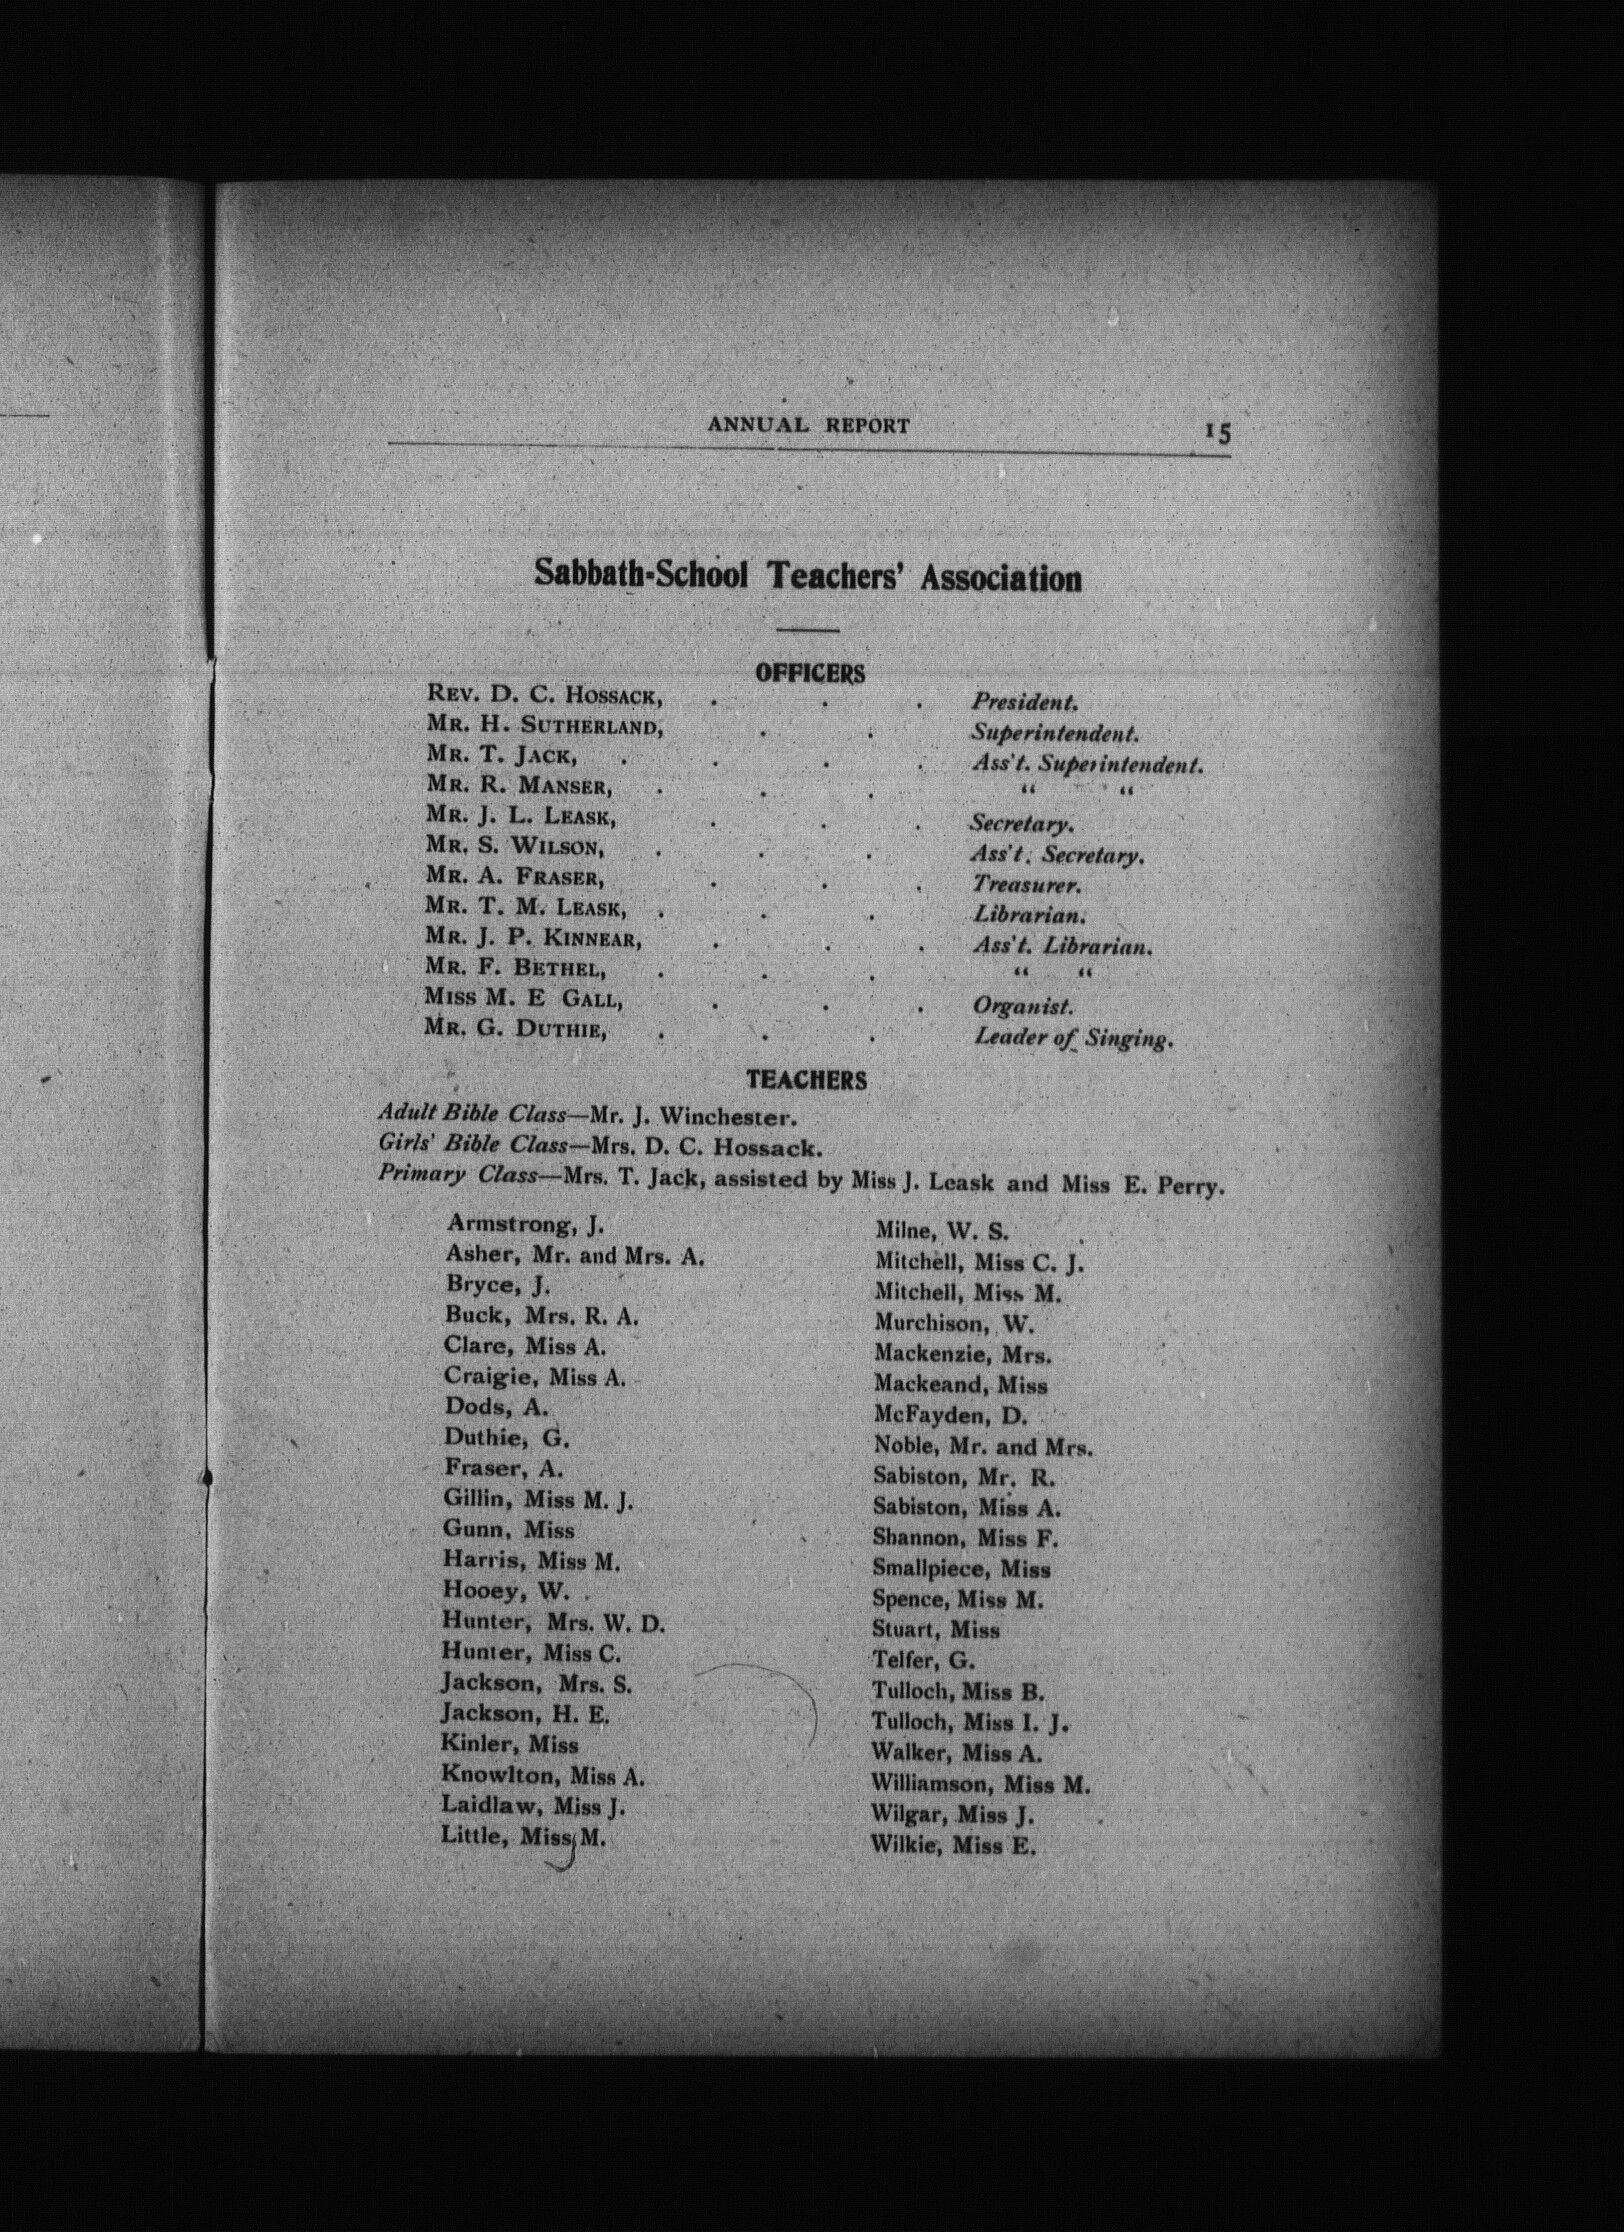 ANNUAL REPORT 15
Sabbath-School Teachers' Association
OFFICERS
REV. D. C. HOSSACK, . . . President.
MR. H. SUTHERLAND, . . Superintendent.
MR. T. JACK, . . . . Ass't. Superintendent.
MR. R. MANSER, . . . " "
MR. J. L. LEASK, . . . Secretary.
MR. S. WILSON, . . . Ass't. Secretary.
MR. A. FRASER, . . . Treasurer.
MR. T. M. LEASK, . . . Librarian.
MR. J. P. KINNEAR, . . . Ass't. Librarian.
MR. F. BETHEL, . . . " "
MISS M. E GALL, . . . Organist.
MR. G. DUTHIE, . . . Leader of Singing.
TEACHERS
Adult Bible Class—Mr. J. Winchester.
Girls' Bible Class—Mrs. D. C. Hossack.
Primary Class—Mrs. T. Jack, assisted by Miss J. Leask and Miss E. Perry.
Armstrong, J.
Asher, Mr. and Mrs. A.
Bryce, J.
Buck, Mrs. R. A.
Clare, Miss A.
Craigie, Miss A.
Dods, A.
Duthie, G.
Fraser, A.
Gillin, Miss M. J.
Gunn, Miss
Harris, Miss M.
Hooey, W.
Hunter, Mrs. W. D.
Hunter, Miss C.
Jackson, Mrs. S.
Jackson, H. E.
Kinler, Miss
Knowlton, Miss A.
Laidlaw, Miss J.
Little, Miss M.
Milne, W. S.
Mitchell, Miss C. J.
Mitchell, Miss M.
Murchison, W.
Mackenzie, Mrs.
Mackeand, Miss
McFayden, D.
Noble, Mr. and Mrs.
Sabiston, Mr. R.
Sabiston, Miss A.
Shannon, Miss F.
Smallpiece, Miss
Spence, Miss M.
Stuart, Miss
Telfer, G.
Tulloch, Miss B.
Tulloch, Miss I. J.
Walker, Miss A.
Williamson, Miss M.
Wilgar, Miss J.
Wilkie, Miss E.